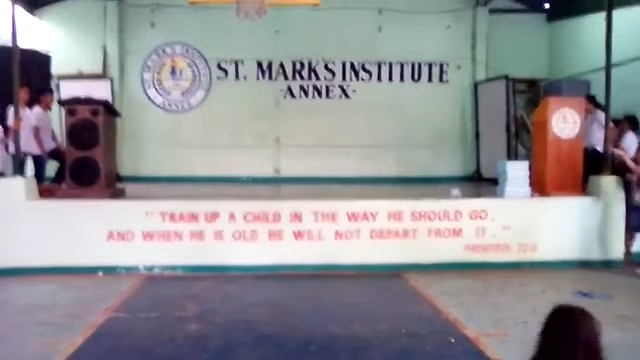 ST. MARKS INSTITUTE
-ANNEX-
"TRAIN UP A CHILD IN THE WAY HE SHOULD GO,
AND WHEN HE IS OLD HE WILL NOT DEPART FROM IT.."